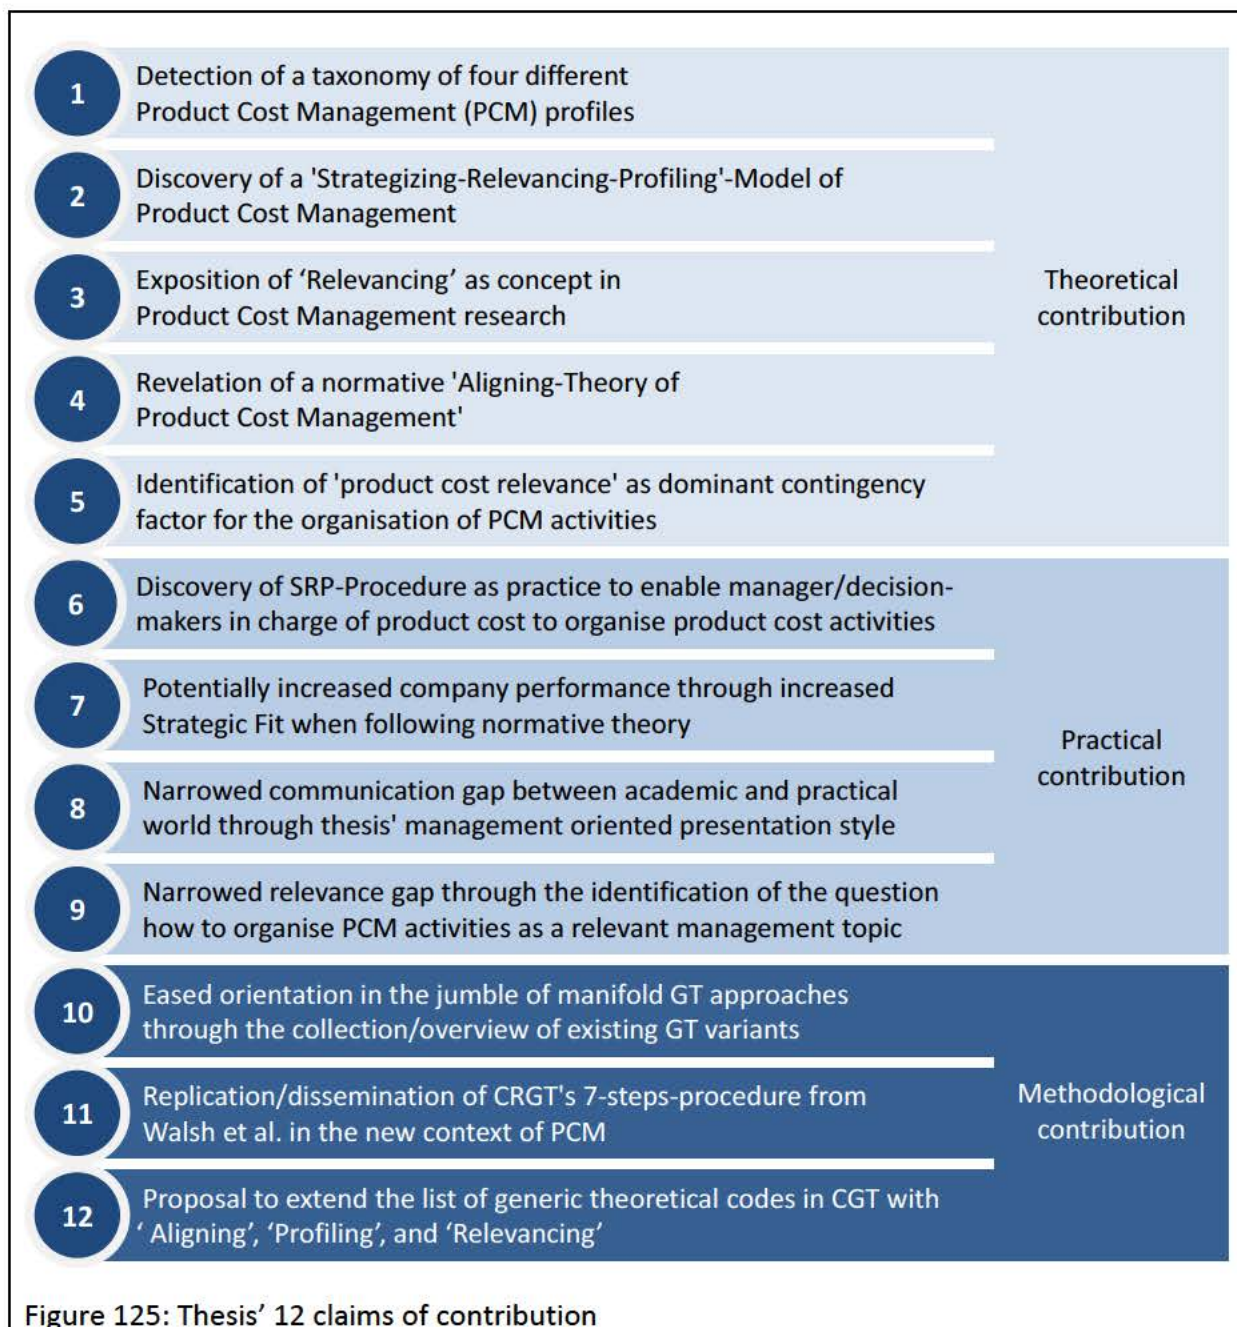 1
Detection of a taxonomy of four different
Product Cost Management (PCM) profiles
2
Discovery of a 'Strategizing-Relevancing-Profiling'-Model of
Product Cost Management
3
Exposition of ‘Relevancing’ as concept in
Product Cost Management research
4
Revelation of a normative 'Aligning-Theory of
Product Cost Management'
5
Identification of 'product cost relevance' as dominant contingency
factor for the organisation of PCM activities
Theoretical
contribution
6
Discovery of SRP-Procedure as practice to enable manager/decision-
makers in charge of product cost to organise product cost activities
7
Potentially increased company performance through increased
Strategic Fit when following normative theory
8
Narrowed communication gap between academic and practical
world through thesis' management oriented presentation style
9
Narrowed relevance gap through the identification of the question
how to organise PCM activities as a relevant management topic
Practical
contribution
10
Eased orientation in the jumble of manifold GT approaches
through the collection/overview of existing GT variants
11
Replication/dissemination of CRGT's 7-steps-procedure from
Walsh et al. in the new context of PCM
12
Proposal to extend the list of generic theoretical codes in CGT with
‘ Aligning’, ‘Profiling’, and ‘Relevancing’
Methodological
contribution
Figure 125: Thesis’ 12 claims of contribution